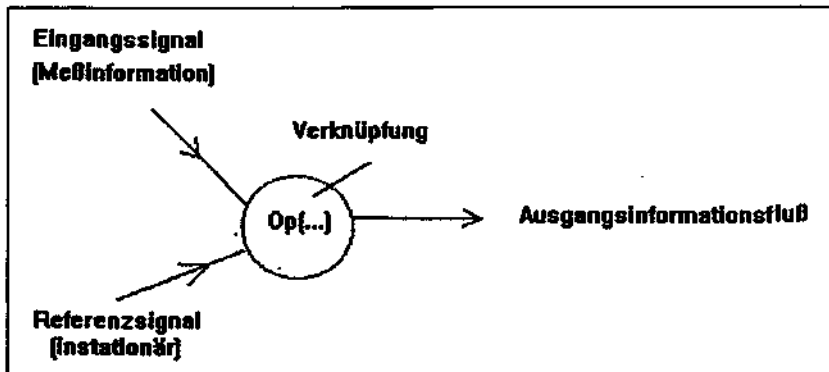 Eingangssignal
(Meßinformation)
Verknüpfung
Op(...)
Ausgangsinformationsfluß
Referenzsignal
(instationär)